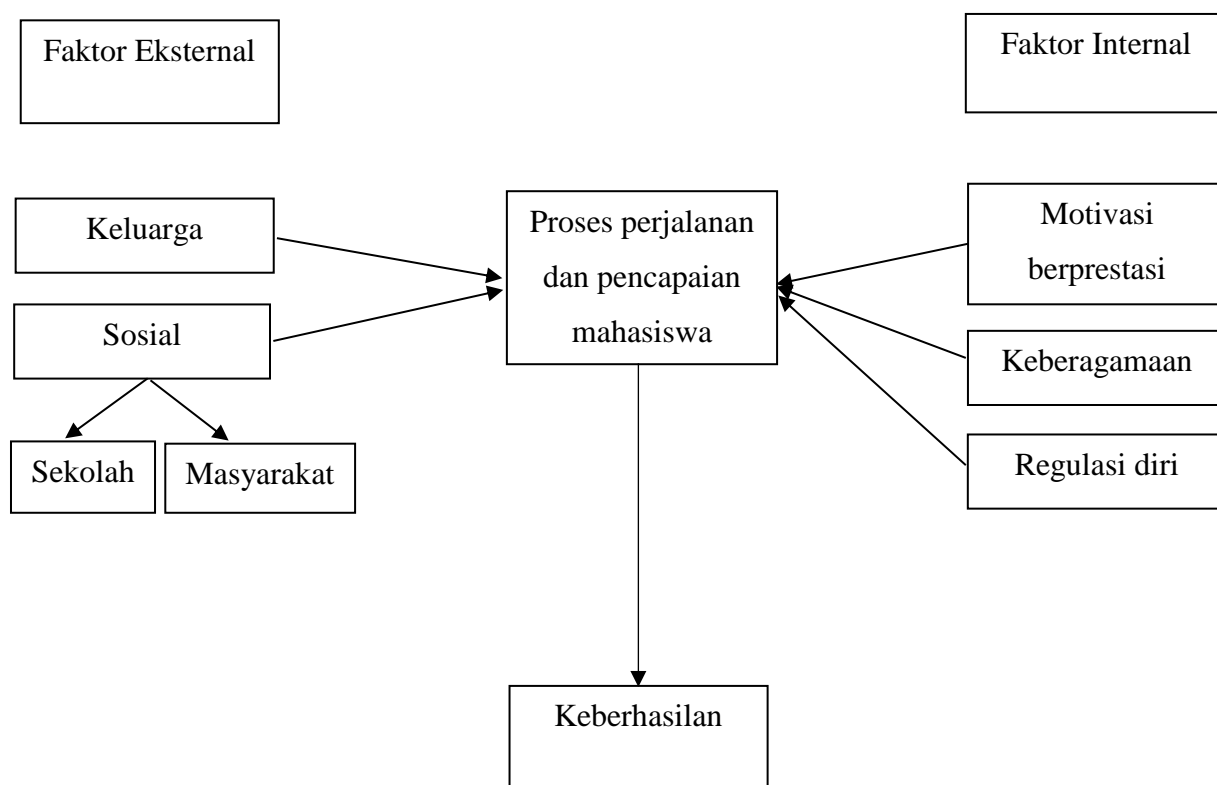 Faktor Eksternal
Faktor Internal
Keluarga
Sosial
Sekolah
Masyarakat
Proses perjalanan
dan pencapaian
mahasiswa
Motivasi
berprestasi
Keberagamaan
Regulasi diri
Keberhasilan